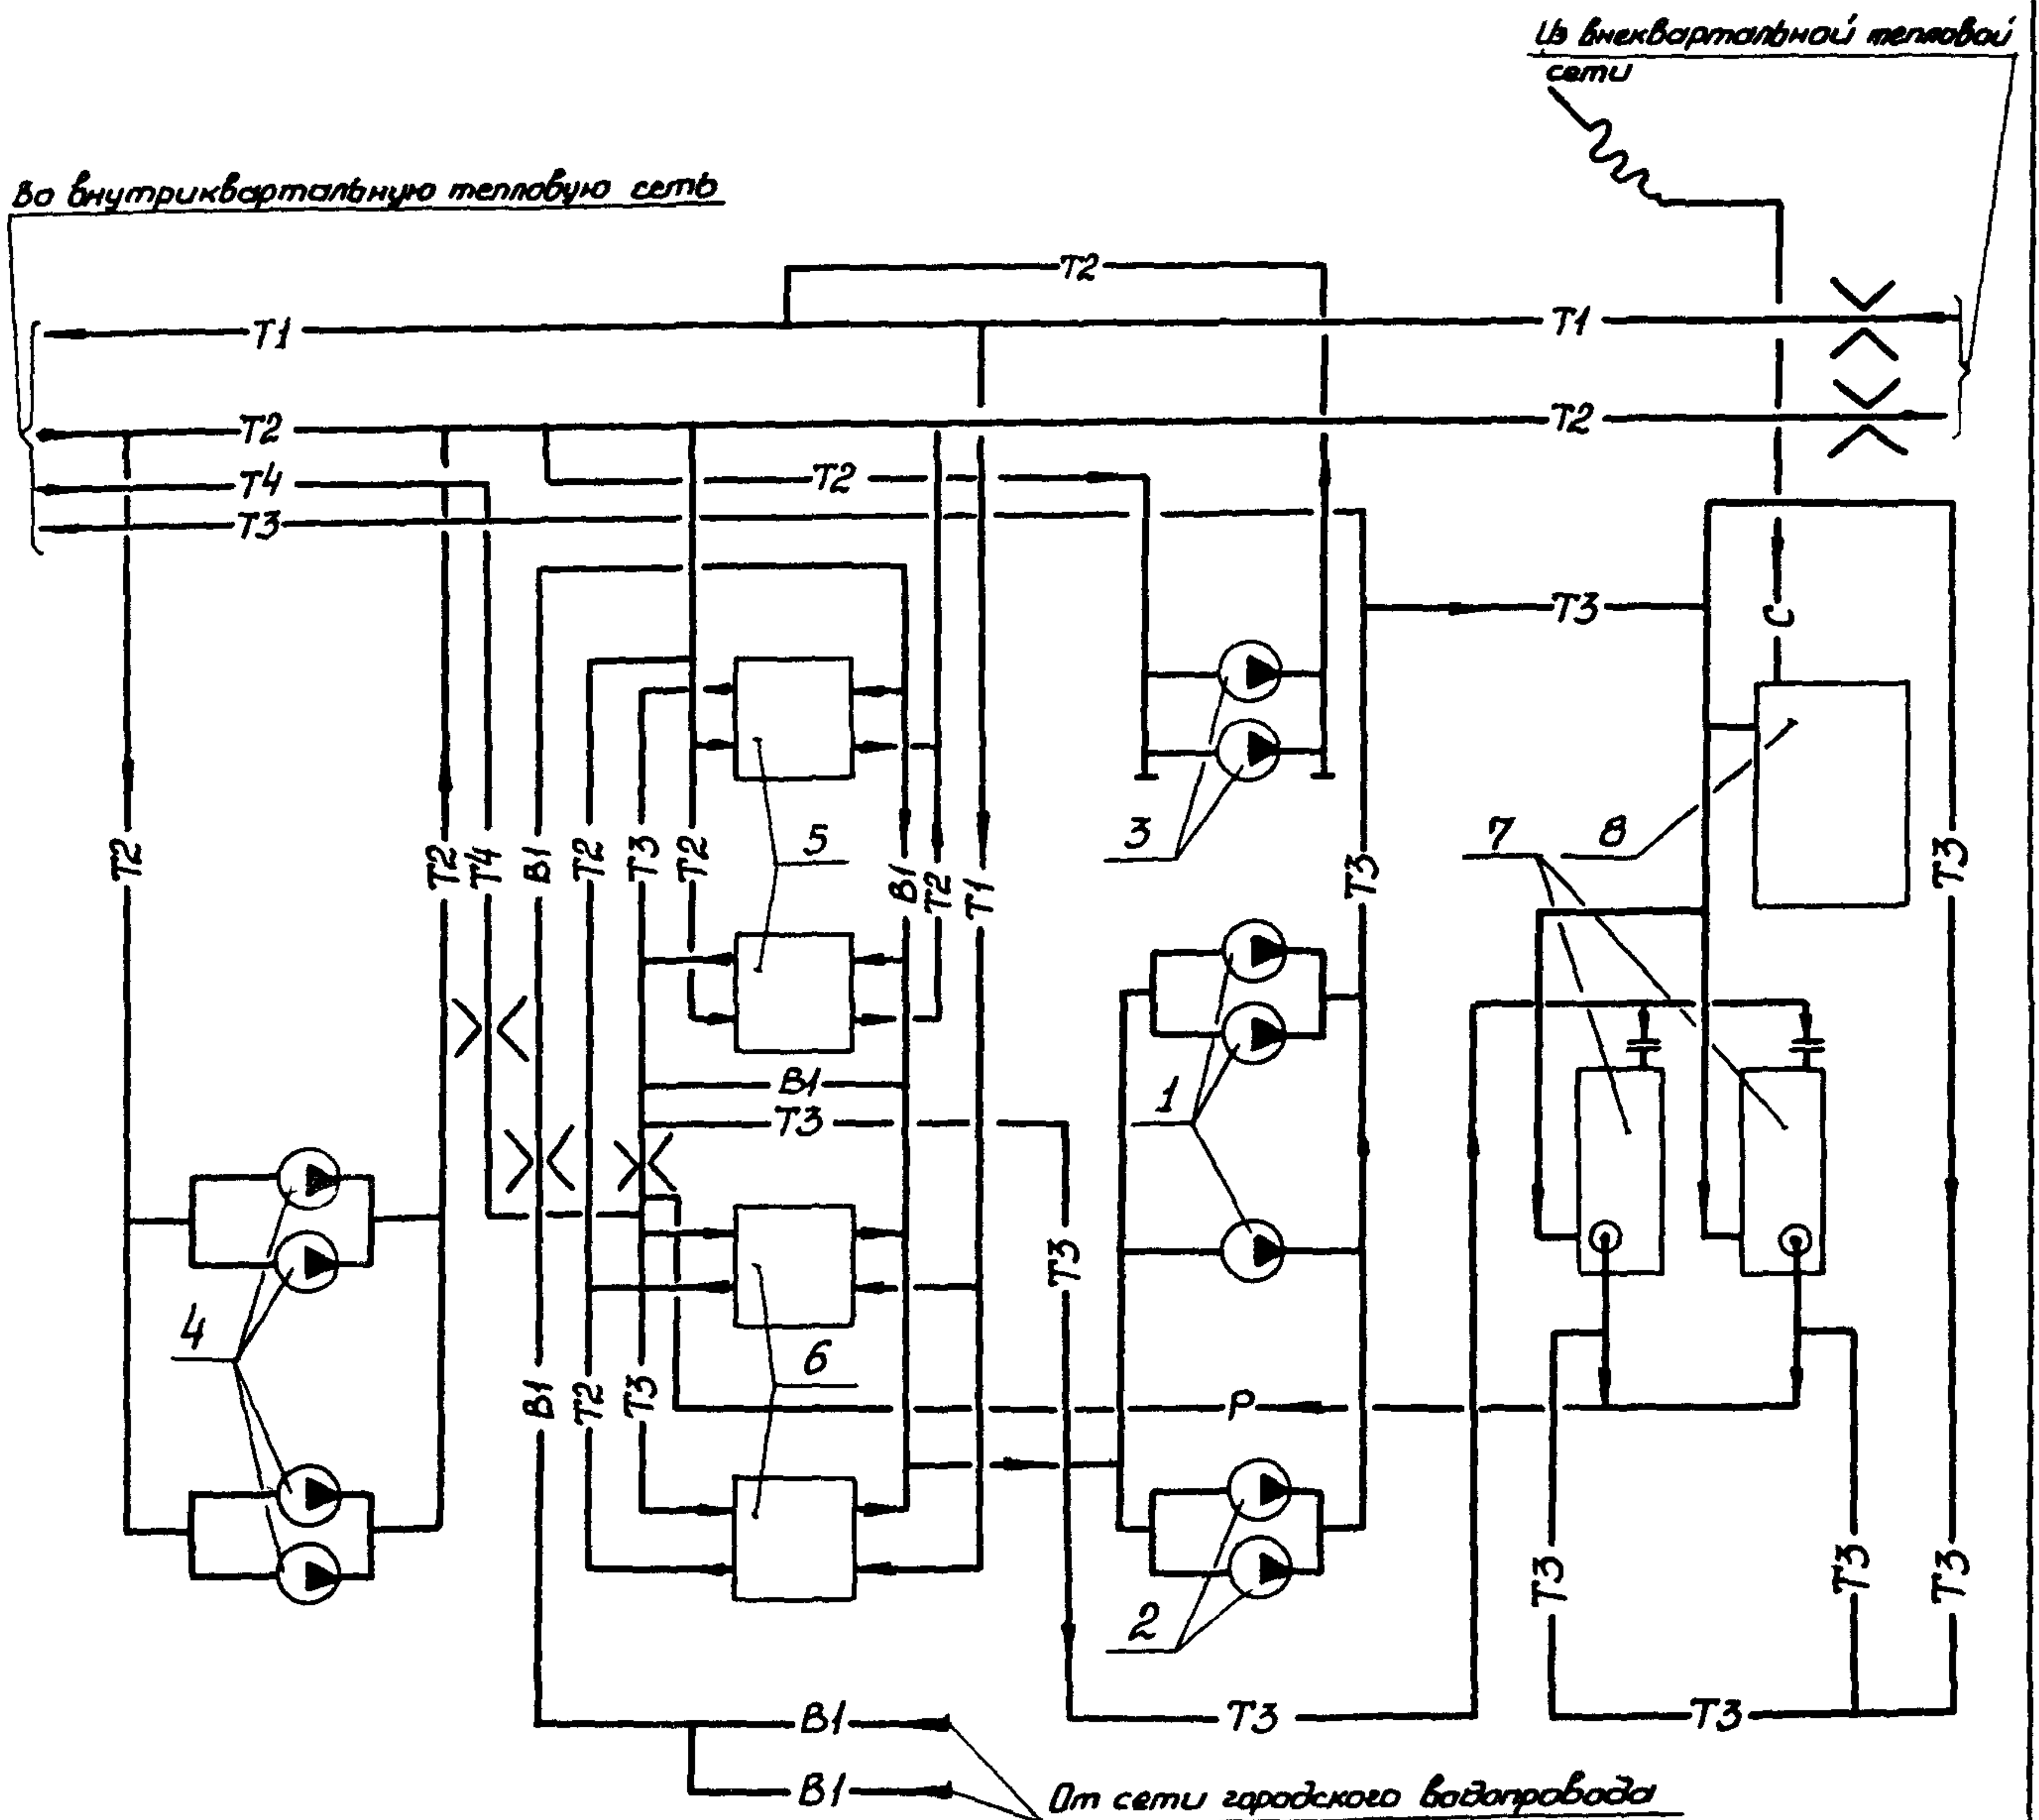 Из внеквартальной тепловой
сети
Во внутриквартальную тепловую сеть
Т2
Т1 Т1
Т2 Т2
Т4 Т2
Т3
Т3
С
Т2 Т2 Т4 В1 Т2 Т3 Т2 5 В1 Т2 Т1 3 Т3 7 8 Т3
В1
Т3 1
Т3
4 6
В1 Т2 Т3 Р
Т3 Т3 Т3
2
В1 Т3 Т3
В1 От сети городского водопровода